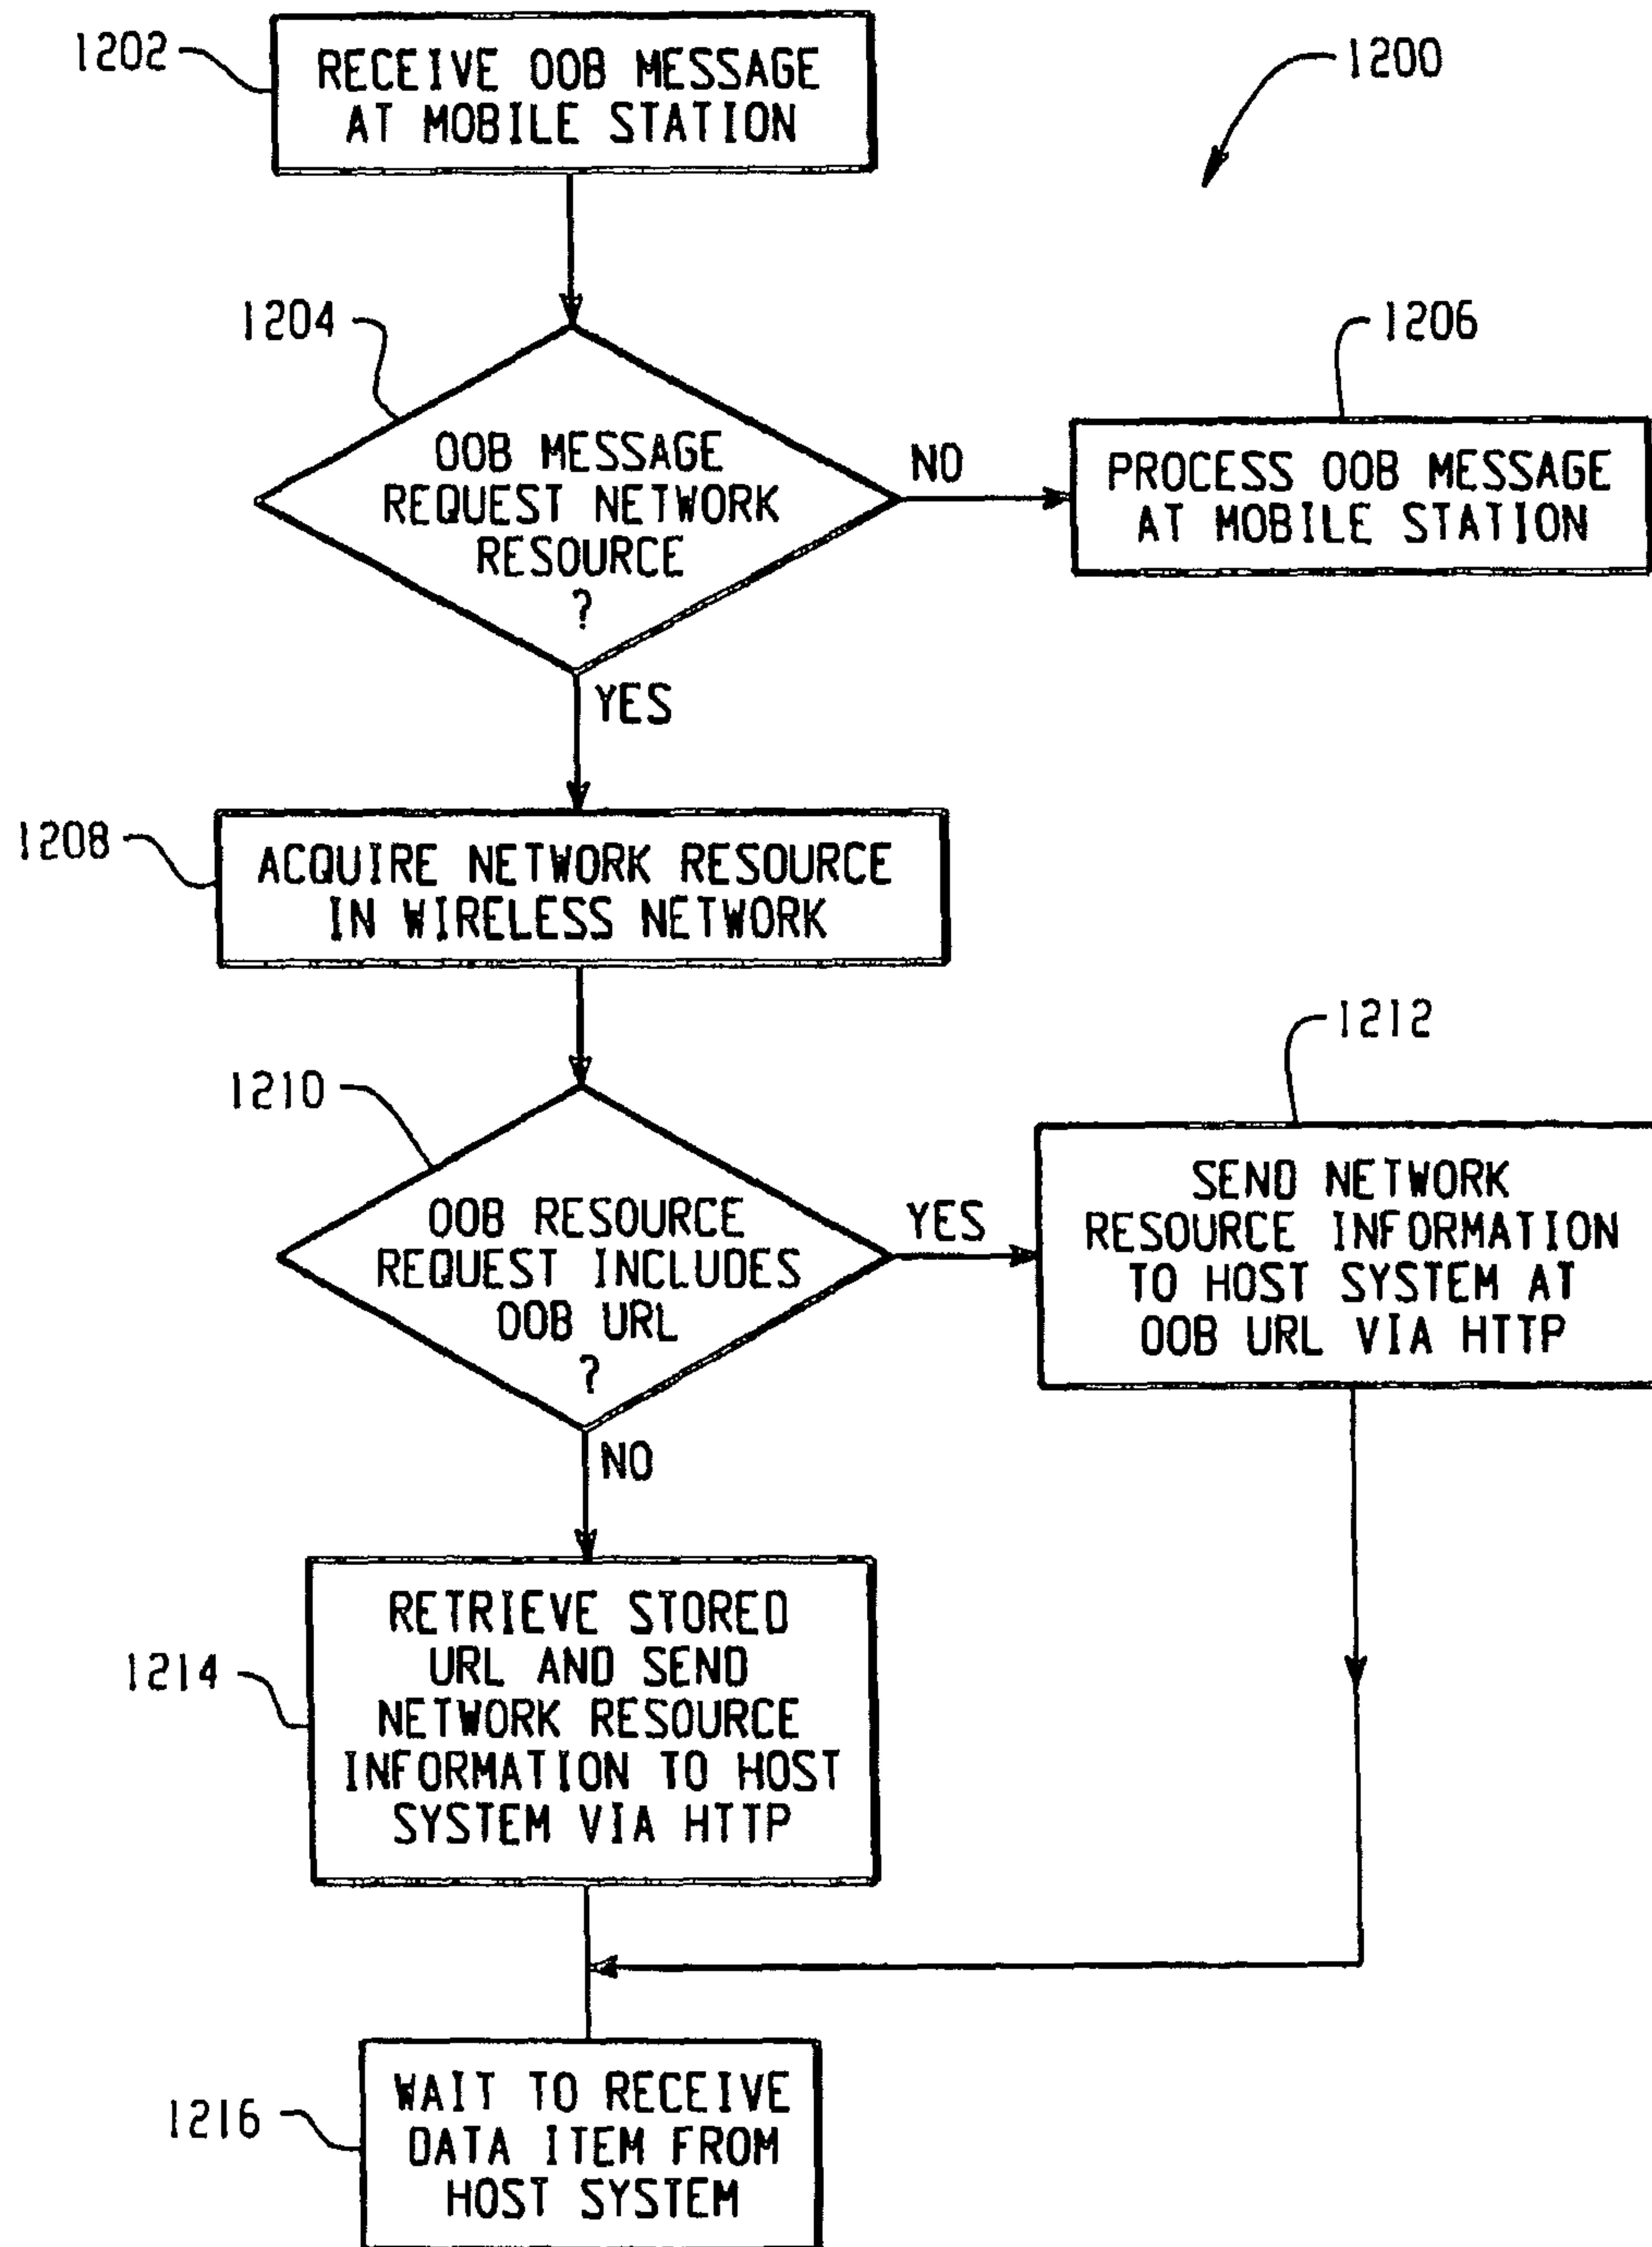 1202
RECEIVE OOB MESSAGE
AT MOBILE STATION
1200
1204
OOB MESSAGE
REQUEST NETWORK
RESOURCE
?
NO
1206
PROCESS OOB MESSAGE
AT MOBILE STATION
YES
1208
ACQUIRE NETWORK RESOURCE
IN WIRELESS NETWORK
1210
OOB RESOURCE
REQUEST INCLUDES
OOB URL
?
YES
1212
SEND NETWORK
RESOURCE INFORMATION
TO HOST SYSTEM AT
OOB URL VIA HTTP
NO
1214
RETRIEVE STORED
URL AND SEND
NETWORK RESOURCE
INFORMATION TO HOST
SYSTEM VIA HTTP
1216
WAIT TO RECEIVE
DATA ITEM FROM
HOST SYSTEM